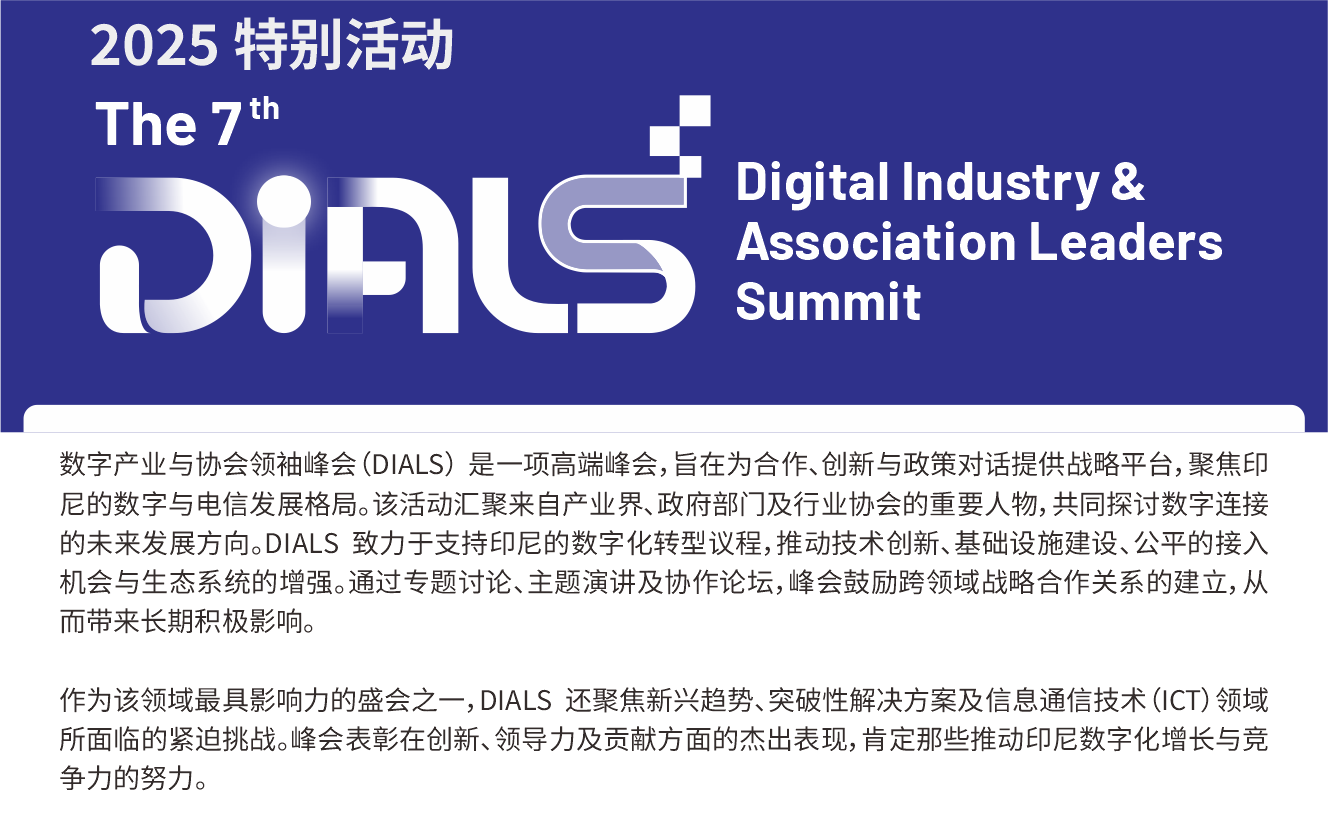 2025 特别活动
The 7th
DiALS
Digital Industry &
Association Leaders
Summit
数字产业与协会领袖峰会（DIALS）是一项高端峰会，旨在为合作、创新与政策对话提供战略平台，聚焦印
尼的数字与电信发展格局。该活动汇聚来自产业界、政府部门及行业协会的重要人物，共同探讨数字连接
的未来发展方向。DIALS 致力于支持印尼的数字化转型议程，推动技术创新、基础设施建设、公平的接入
机会与生态系统的增强。通过专题讨论、主题演讲及协作论坛，峰会鼓励跨领域战略合作关系的建立，从
而带来长期积极影响。
作为该领域最具影响力的盛会之一，DIALS 还聚焦新兴趋势、突破性解决方案及信息通信技术（ICT）领域
所面临的紧迫挑战。峰会表彰在创新、领导力及贡献方面的杰出表现，肯定那些推动印尼数字化增长与竞
争力的努力。